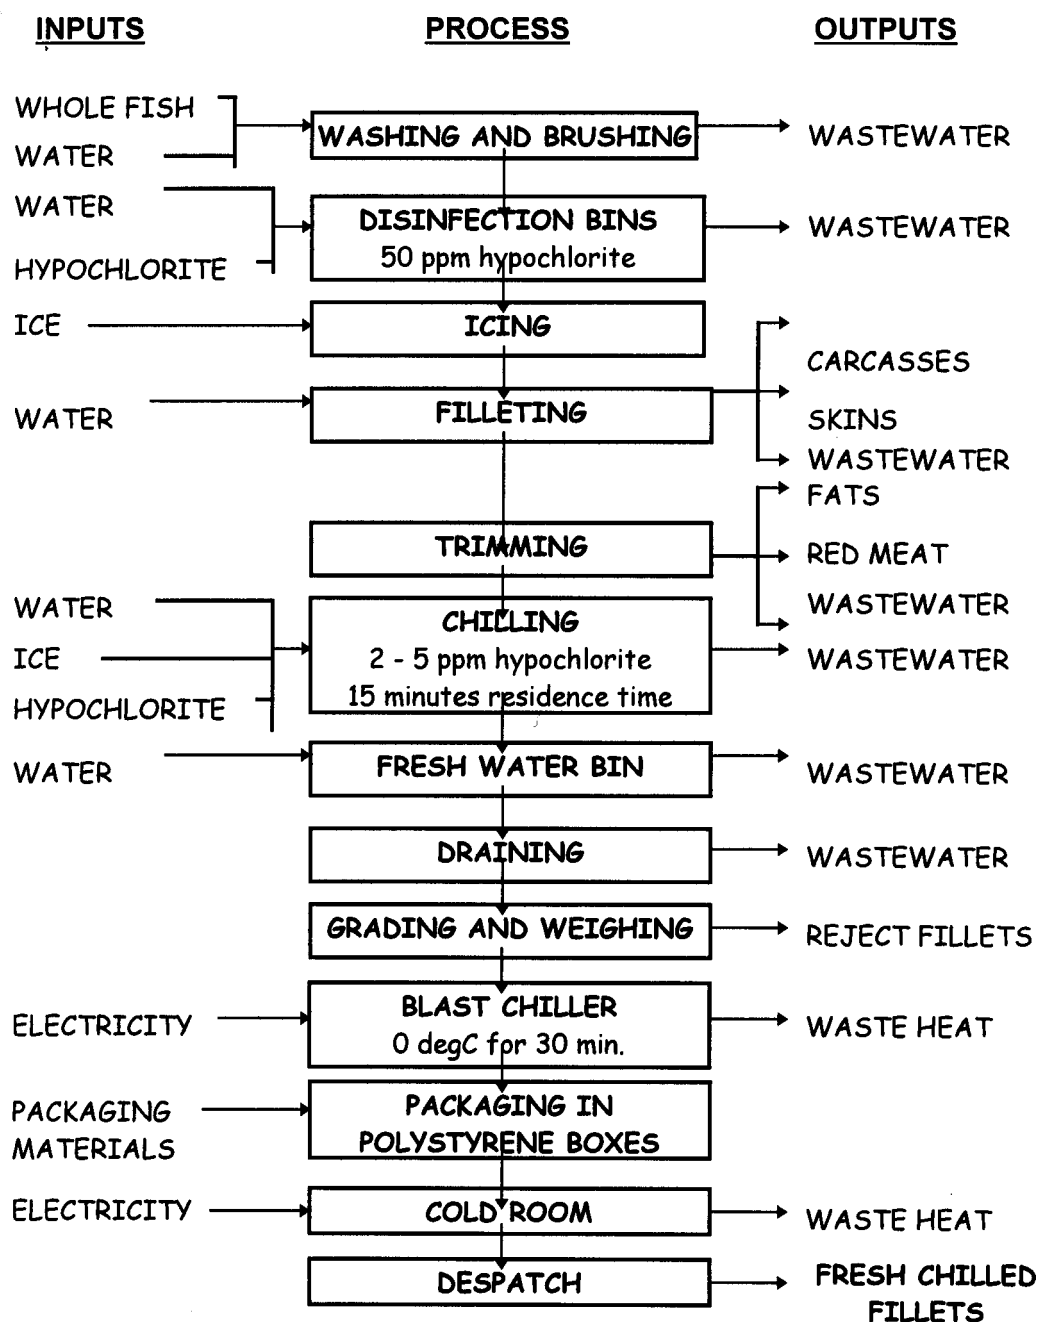 INPUTS PROCESS OUTPUTS
WHOLE FISH
WATER
WASHING AND BRUSHING
WASTEWATER
WATER
HYPOCHLORITE
DISINFECTION BINS
50 ppm hypochlorite
WASTEWATER
ICE
ICING
WATER
FILLETING
CARCASSES
SKINS
WASTEWATER
TRIMMING
FATS
RED MEAT
WASTEWATER
WATER
ICE
HYPOCHLORITE
CHILLING
2 - 5 ppm hypochlorite
15 minutes residence time
WASTEWATER
WATER
FRESH WATER BIN
WASTEWATER
DRAINING
WASTEWATER
GRADING AND WEIGHING
REJECT FILLETS
ELECTRICITY
BLAST CHILLER
0 degC for 30 min.
WASTE HEAT
PACKAGING
MATERIALS
PACKAGING IN
POLYSTYRENE BOXES
ELECTRICITY
COLD ROOM
WASTE HEAT
DESPATCH
FRESH CHILLED
FILLETS